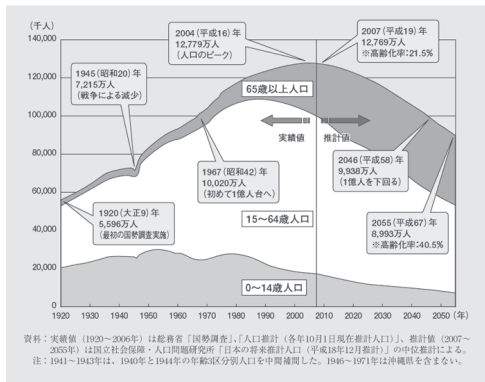 (千人)
140,000
120,000
100,000
80,000
60,000
40,000
20,000
0
2004(平成16)年
12,779万人
(人口のピーク)
2007(平成19)年
12,769万人
※高齢化率:21.5%
1945(昭和20)年
7,215万人
(戦争による減少)
65歳以上人口
実績値
推計値
1967(昭和42)年
10,020万人
(初めて1億人台へ)
2046(平成58)年
9,938万人
(1億人を下回る)
1920(大正9)年
5,596万人
(最初の国勢調査実施)
15~64歳人口
2055(平成67)年
8,993万人
※高齢化率:40.5%
0~14歳人口
1920 1930 1940 1950 1960 1970 1980 1990 2000 2010 2020 2030 2040 2050 (年)
資料:実績値(1920~2006年)は総務省「国勢調査」、「人口推計(各年10月1日現在推計人口)」、推計値(2007~
2055年)は国立社会保障・人口問題研究所「日本の将来推計人口(平成18年12月推計)」の中位推計による。
注:1941~1943年は、1940年と1944年の年齢3区分別人口を中間補間した。1946~1971年は沖縄県を含まない。